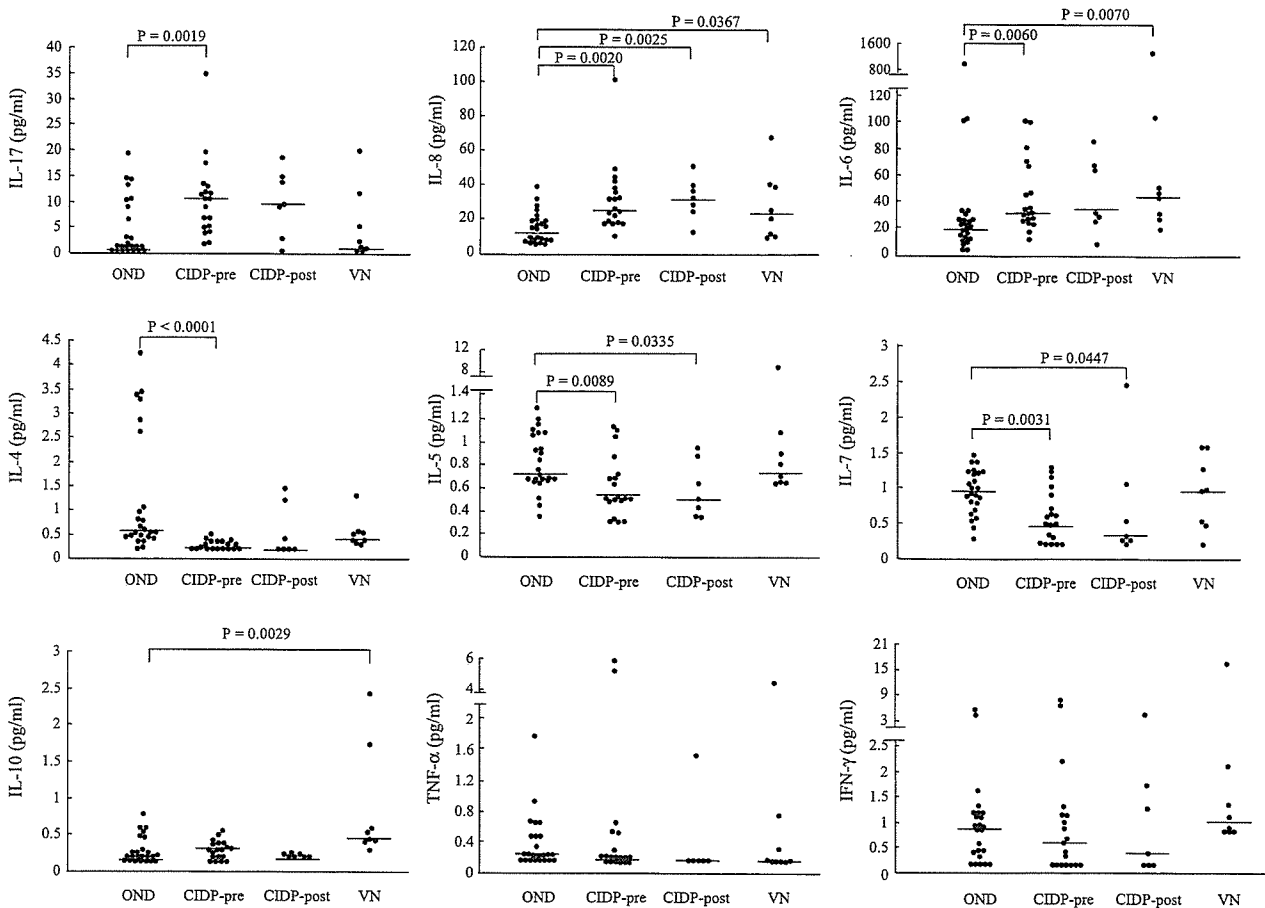 P = 0.0019
IL-17 (pg/ml)
40
35
30
25
20
15
10
5
0
OND CIDP-pre CIDP-post VN
P = 0.0367
P = 0.0025
P = 0.0020
IL-8 (pg/ml)
120
100
80
60
40
20
0
OND CIDP-pre CIDP-post VN
P = 0.0070
P = 0.0060
IL-6 (pg/ml)
1600
800
120
100
80
60
40
20
0
OND CIDP-pre CIDP-post VN
P < 0.0001
IL-4 (pg/ml)
4.5
4
3.5
3
2.5
2
1.5
1
0.5
0
OND CIDP-pre CIDP-post VN
P = 0.0335
P = 0.0089
IL-5 (pg/ml)
12
8
1.4
1.2
1
0.8
0.6
0.4
0.2
0
OND CIDP-pre CIDP-post VN
P = 0.0447
P = 0.0031
IL-7 (pg/ml)
3
2.5
2
1.5
1
0.5
0
OND CIDP-pre CIDP-post VN
P = 0.0029
IL-10 (pg/ml)
3
2.5
2
1.5
1
0.5
0
OND CIDP-pre CIDP-post VN
TNF-α (pg/ml)
6
4
2
1.6
1.2
0.8
0.4
0
OND CIDP-pre CIDP-post VN
IFN-γ (pg/ml)
21
15
9
3
2.5
2
1.5
1
0.5
0
OND CIDP-pre CIDP-post VN